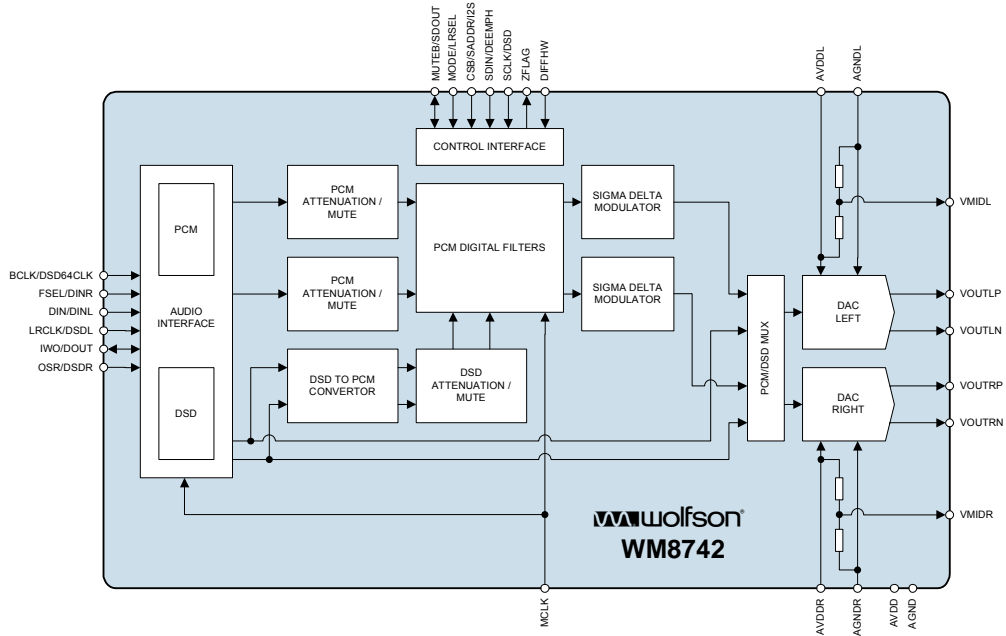 MUTEB/SDOUT
MODE/LRSEL
CSB/SADDR/I2S
SDIN/DEEMPH
SCLK/DSD
ZFLAG
DIFFHW
AVDDL
AGNDL
CONTROL INTERFACE
PCM
ATTENUATION /
MUTE
SIGMA DELTA
MODULATOR
VMIDL
PCM
PCM DIGITAL FILTERS
BCLK/DSD64CLK
FSEL/DINR
DIN/DINL
LRCLK/DSDL
IWO/DOUT
OSR/DSDR
AUDIO
INTERFACE
PCM
ATTENUATION /
MUTE
SIGMA DELTA
MODULATOR
DAC
LEFT
VOUTLP
VOUTLN
PCM/DSD MUX
DSD
DSD TO PCM
CONVERTOR
DSD
ATTENUATION /
MUTE
DAC
RIGHT
VOUTRP
VOUTRN
wolfson®
WM8742
VMIDR
MCLK
AVDDR
AGNDR
AVDD
AGND